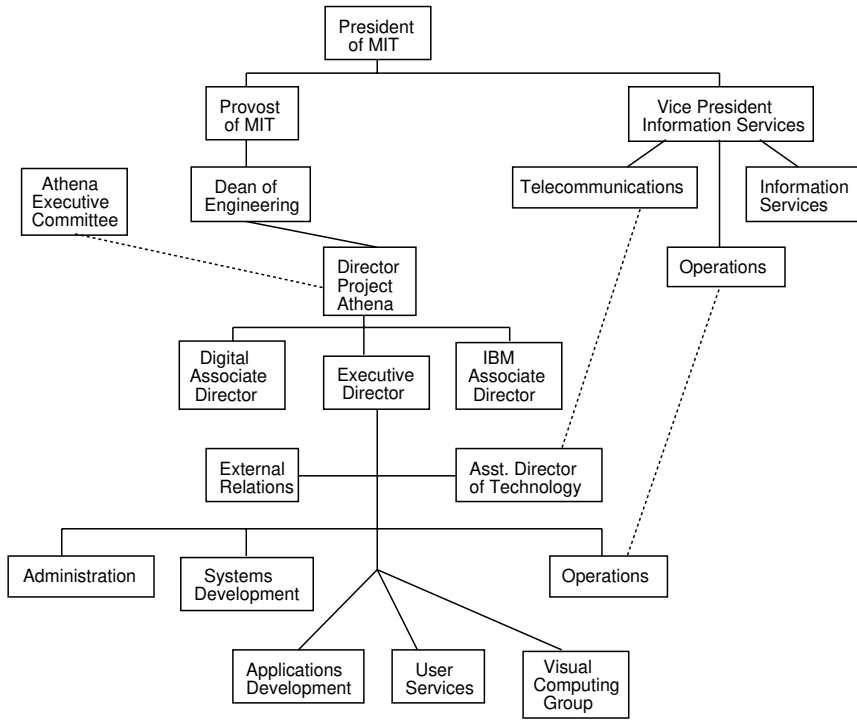 President
of MIT
Provost
of MIT
Vice President
Information Services
Athena
Executive
Committee
Dean of
Engineering
Telecommunications
Information
Services
Director
Project
Athena
Operations
Digital
Associate
Director
Executive
Director
IBM
Associate
Director
External
Relations
Asst. Director
of Technology
Administration
Systems
Development
Operations
Applications
Development
User
Services
Visual
Computing
Group